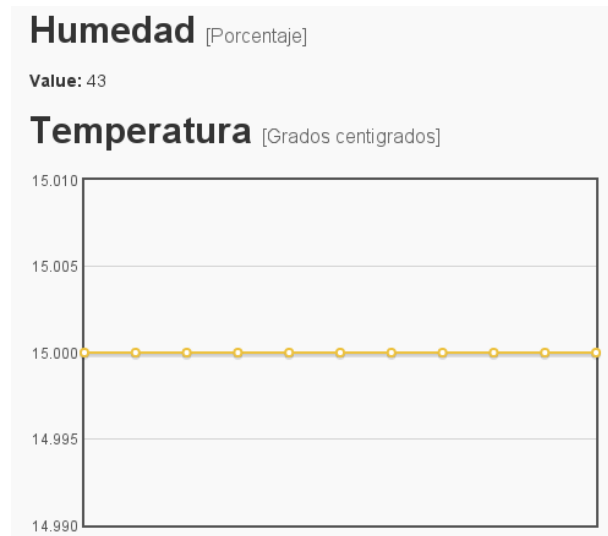 Humedad [Porcentaje]
Value: 43
Temperatura [Grados centigrados]
15.010
15.005
15.000
14.995
14.990